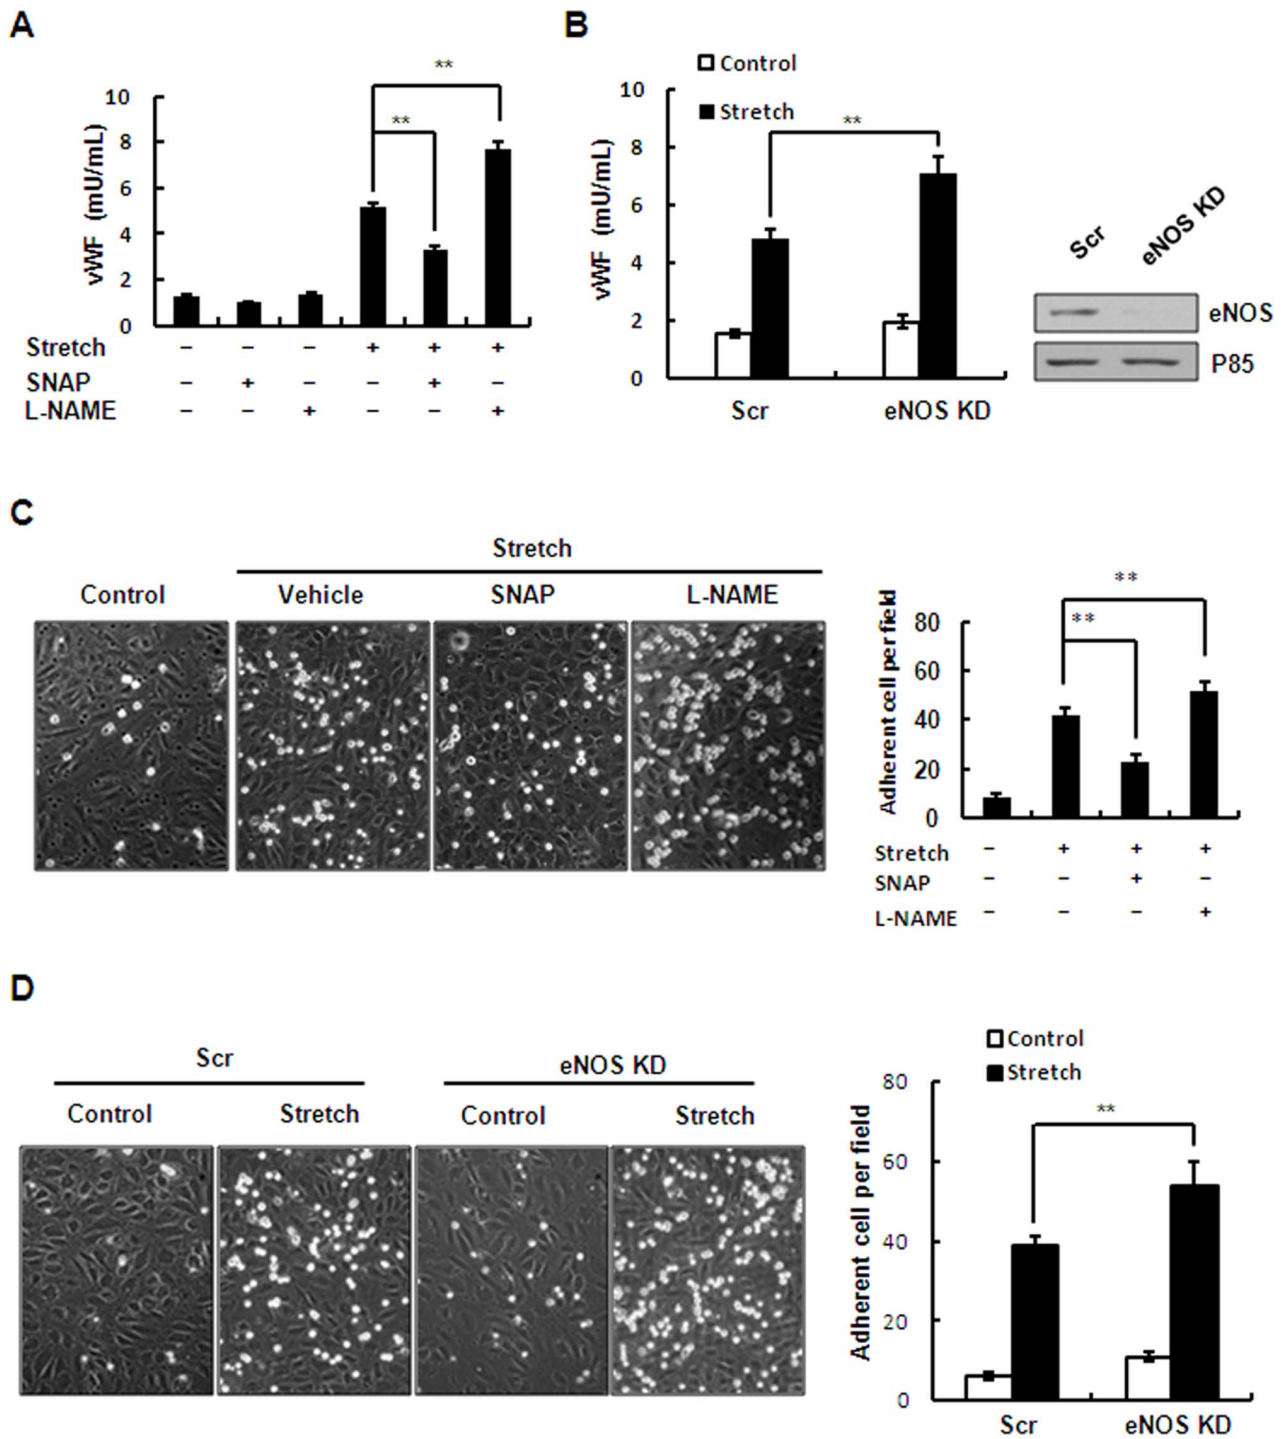 A
**
**
10
8
6
4
2
0
vWF (mU/mL)
Stretch – – – + + +
SNAP – + – – + –
L-NAME – – + – – +
B
Control
Stretch
**
10
8
6
4
2
0
vWF (mU/mL)
Scr eNOS KD
Scr eNOS KD
eNOS
P85
C
Stretch
Control Vehicle SNAP L-NAME
**
**
80
60
40
20
0
Adherent cell per field
Stretch – + + +
SNAP – – + –
L-NAME – – – +
D
Scr eNOS KD
Control Stretch Control Stretch
Control
Stretch
**
80
60
40
20
0
Adherent cell per field
Scr eNOS KD